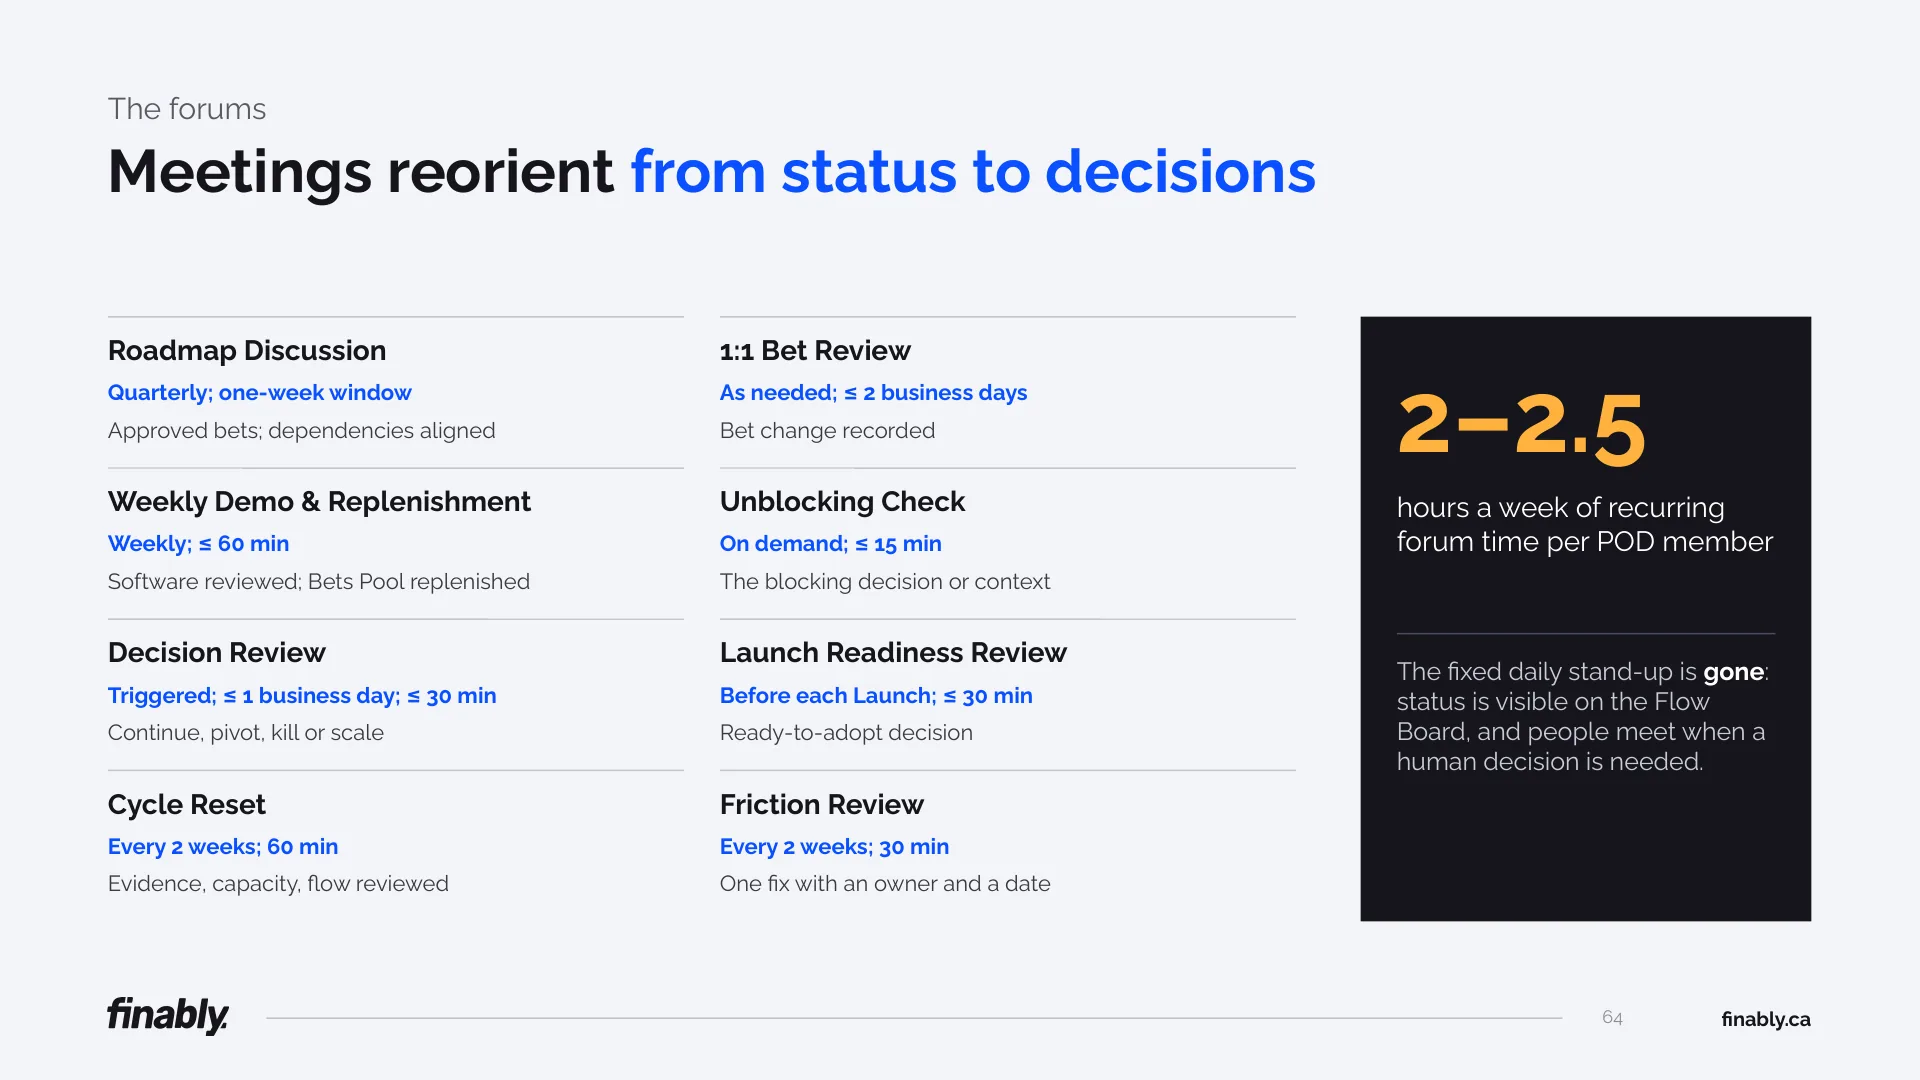 The forums
Meetings reorient from status to decisions
Roadmap Discussion
Quarterly; one-week window
Approved bets; dependencies aligned
Weekly Demo & Replenishment
Weekly; ≤ 60 min
Software reviewed; Bets Pool replenished
Decision Review
Triggered; ≤ 1 business day; ≤ 30 min
Continue, pivot, kill or scale
Cycle Reset
Every 2 weeks; 60 min
Evidence, capacity, flow reviewed
1:1 Bet Review
As needed; ≤ 2 business days
Bet change recorded
Unblocking Check
On demand; ≤ 15 min
The blocking decision or context
Launch Readiness Review
Before each Launch; ≤ 30 min
Ready-to-adopt decision
Friction Review
Every 2 weeks; 30 min
One fix with an owner and a date
2–2.5
hours a week of recurring
forum time per POD member
The fixed daily stand-up is gone:
status is visible on the Flow
Board, and people meet when a
human decision is needed.
finably.
64
finably.ca